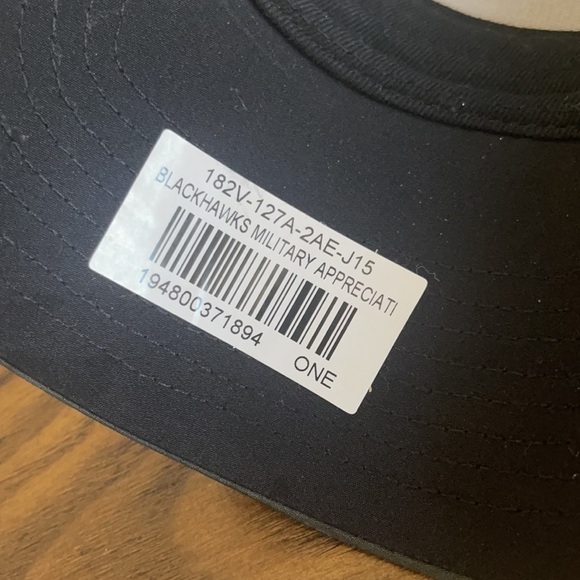 182V-127A-2AE-J15
BLACKHAWKS MILITARY APPRECIATI
194800371894
ONE